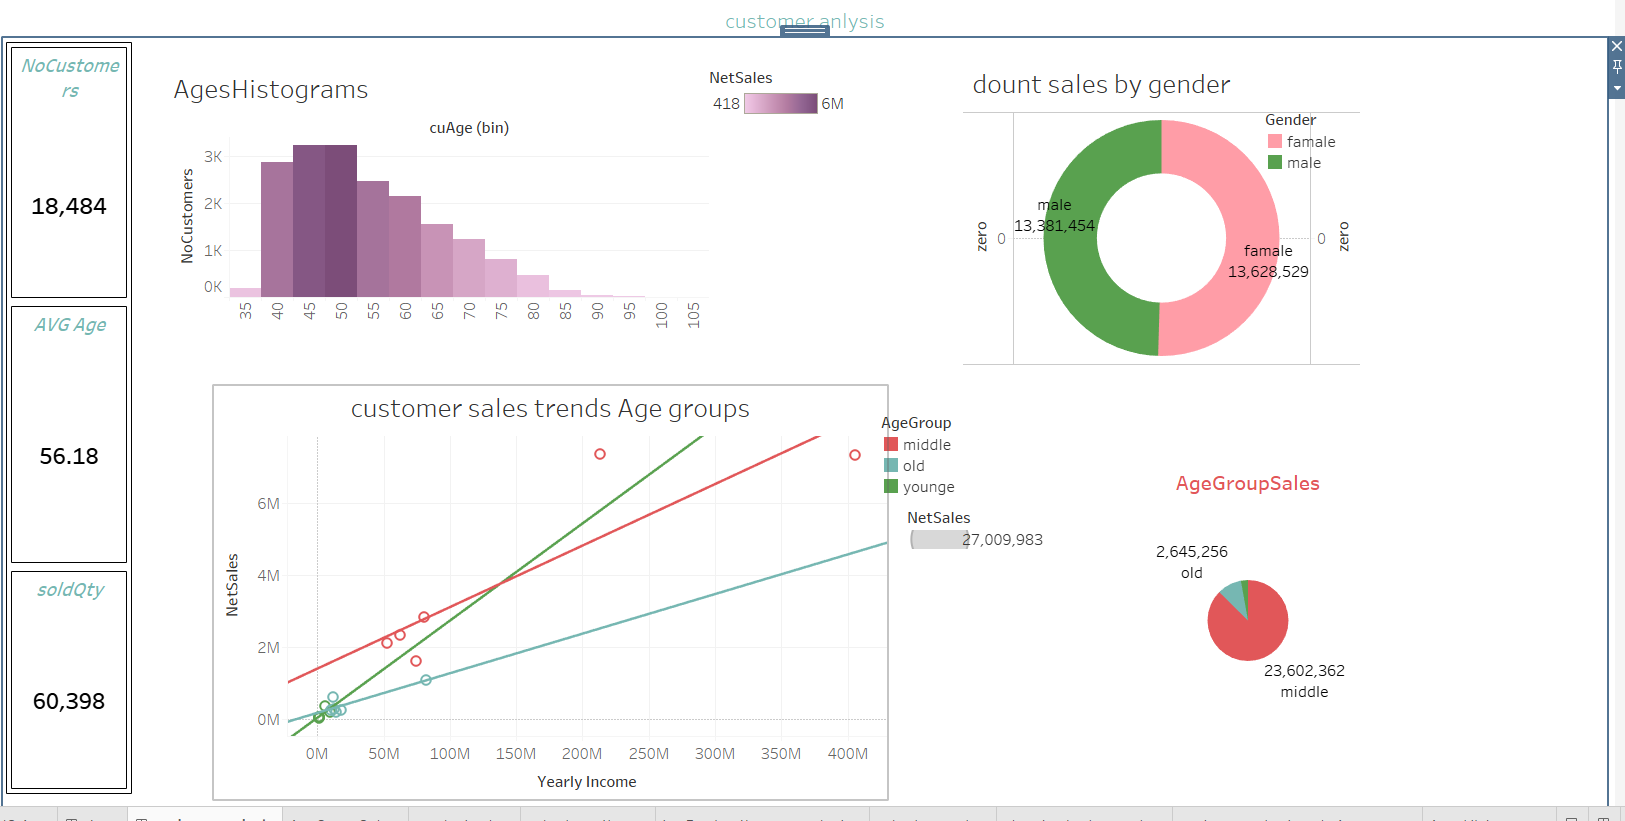 customer anlysis
NoCustome
rs
18,484
AVG Age
56.18
soldQty
60,398
AgesHistograms
NetSales
418 6M
cuAge (bin)
NoCustomers
3K
2K
1K
0K
35 40 45 50 55 60 65 70 75 80 85 90 95 100 105
dount sales by gender
Gender
famale
male
male
13,381,454
famale
13,628,529
zero
0
0
zero
customer sales trends Age groups
NetSales
6M
4M
2M
0M
0M 50M 100M 150M 200M 250M 300M 350M 400M
Yearly Income
AgeGroup
middle
old
younge
NetSales
27,009,983
AgeGroupSales
2,645,256
old
23,602,362
middle